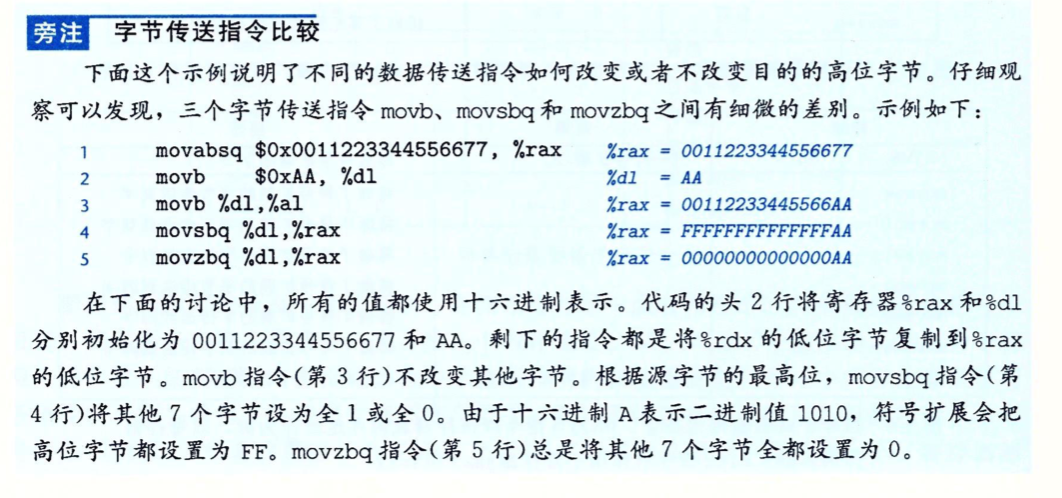 旁注 字节传送指令比较
下面这个示例说明了不同的数据传送指令如何改变或者不改变目的的高位字节。仔细观
察可以发现，三个字节传送指令 movb、movsbq 和 movzbq 之间有细微的差别。示例如下：
1 movabsq $0x0011223344556677, %rax %rax = 0011223344556677
2 movb $0xAA, %dl %dl = AA
3 movb %dl,%al %rax = 00112233445566AA
4 movsbq %dl,%rax %rax = FFFFFFFFFFFFFFAA
5 movzbq %dl,%rax %rax = 00000000000000AA
在下面的讨论中，所有的值都使用十六进制表示。代码的头 2 行将寄存器%rax 和%dl
分别初始化为 0011223344556677 和 AA。剩下的指令都是将%rdx 的低位字节复制到%rax
的低位字节。movb 指令(第 3 行)不改变其他字节。根据源字节的最高位，movsbq 指令(第
4 行)将其他 7 个字节设为全 1 或全 0。由于十六进制 A 表示二进制值 1010，符号扩展会把
高位字节都设置为 FF。movzbq 指令(第 5 行)总是将其他 7 个字节全都设置为 0。